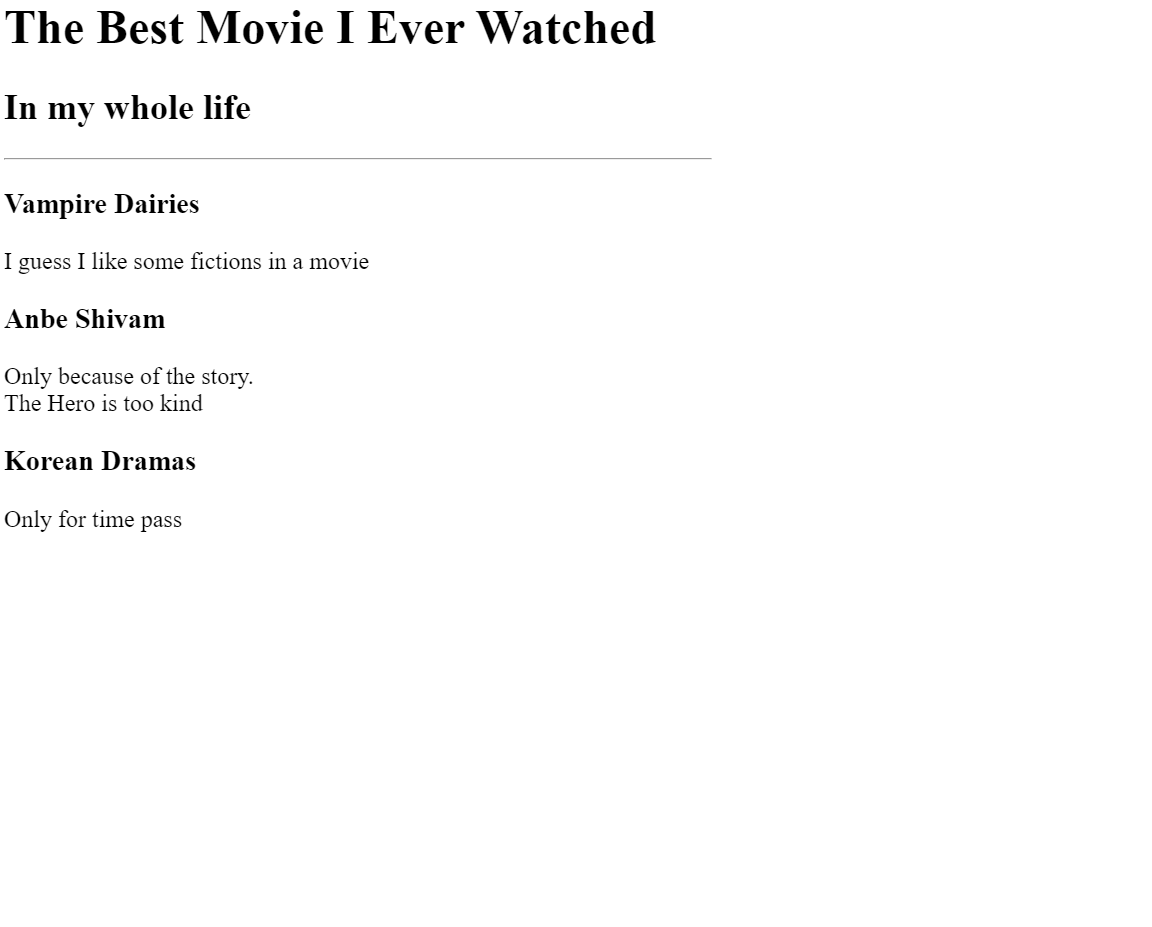 The Best Movie I Ever Watched
In my whole life
Vampire Dairies
I guess I like some fictions in a movie
Anbe Shivam
Only because of the story.
The Hero is too kind
Korean Dramas
Only for time pass